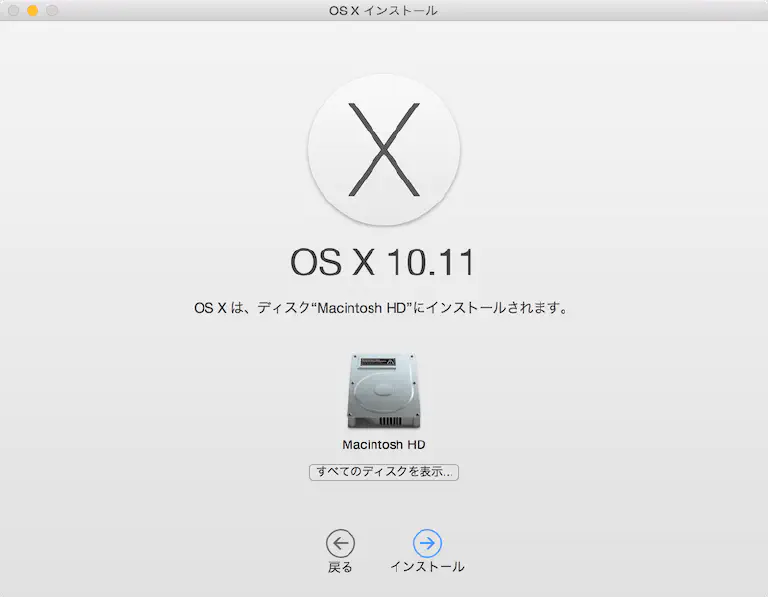 OS X インストール
OS X 10.11
OS X は、ディスク“Macintosh HD”にインストールされます。
Macintosh HD
すべてのディスクを表示...
戻る
インストール